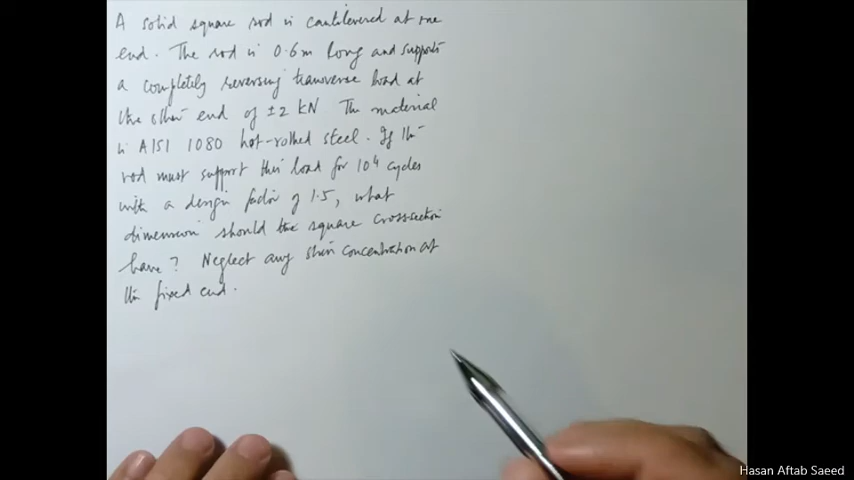 A solid square rod is cantilevered at one
end. The rod is 0.6m long and supports
a completely reversing transverse load at
the other end of ±2 KN The material
is AISI 1080 hot-rolled steel. If the
rod must support this load for 10⁴ cycles
with a design factor of 1.5, what
dimension should the square cross-section
have? Neglect any stress concentration at
the fixed end.
Hasan Aftab Saeed